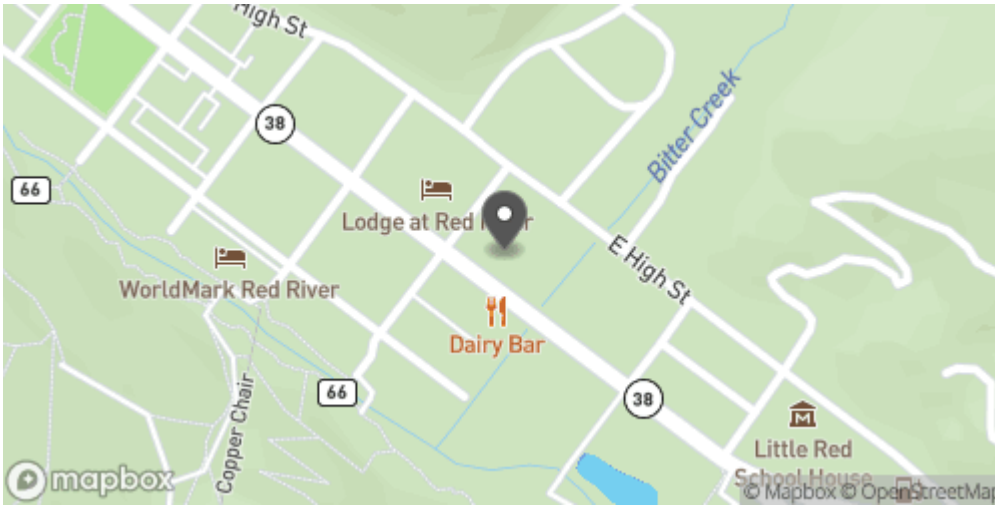 High St
38
66
Bitter Creek
Lodge at Red
E High St
WorldMark Red River
Dairy Bar
66
Copper Chair
38
Little Red
School House
mapbox
© Mapbox © OpenStreetMap